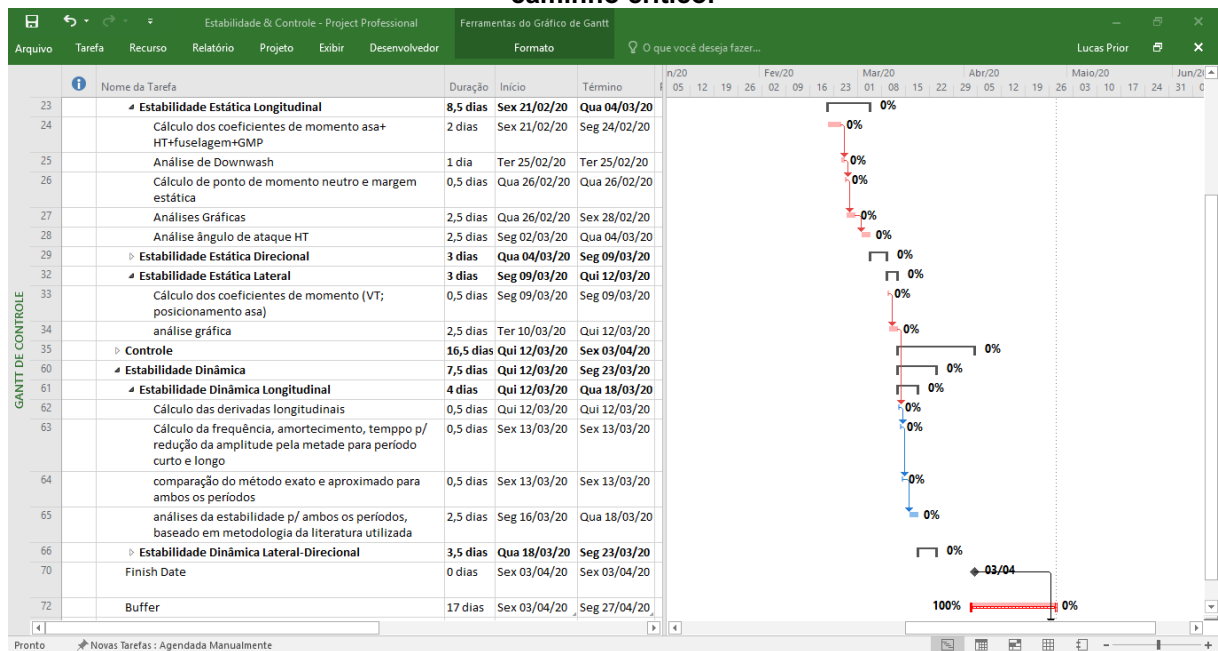 Estabilidade & Controle - Project Professional
Ferramentas do Gráfico de Gantt
Arquivo Tarefa Recurso Relatório Projeto Exibir Desenvolvedor Formato O que você deseja fazer... Lucas Prior
Nome da Tarefa Duração Início Término
Fev/20 Mar/20 Abr/20 Maio/20
05 12 19 26 02 09 16 23 01 08 15 22 29 05 12 19 26 03 10 17 24 31
23 Estabilidade Estática Longitudinal 8,5 dias Sex 21/02/20 Qua 04/03/20 0%
24 Cálculo dos coeficientes de momento asa+ 2 dias Sex 21/02/20 Seg 24/02/20 0%
HT+fuselagem+GMP
25 Análise de Downwash 1 dia Ter 25/02/20 Ter 25/02/20 0%
26 Cálculo de ponto de momento neutro e margem 0,5 dias Qua 26/02/20 Qua 26/02/20 0%
estática
27 Análises Gráficas 2,5 dias Qua 26/02/20 Sex 28/02/20 0%
28 Análise ângulo de ataque HT 2,5 dias Seg 02/03/20 Qua 04/03/20 0%
29 Estabilidade Estática Direcional 3 dias Qua 04/03/20 Seg 09/03/20 0%
32 Estabilidade Estática Lateral 3 dias Seg 09/03/20 Qui 12/03/20 0%
33 Cálculo dos coeficientes de momento (VT; 0,5 dias Seg 09/03/20 Seg 09/03/20 0%
posicionamento asa)
34 análise gráfica 2,5 dias Ter 10/03/20 Qui 12/03/20 0%
35 Controle 16,5 dias Qui 12/03/20 Sex 03/04/20 0%
60 Estabilidade Dinâmica 7,5 dias Qui 12/03/20 Seg 23/03/20 0%
61 Estabilidade Dinâmica Longitudinal 4 dias Qui 12/03/20 Qua 18/03/20 0%
62 Cálculo das derivadas longitudinais 0,5 dias Qui 12/03/20 Qui 12/03/20 0%
63 Cálculo da frequência, amortecimento, temppo p/ 0,5 dias Sex 13/03/20 Sex 13/03/20 0%
redução da amplitude pela metade para período
curto e longo
64 comparação do método exato e aproximado para 0,5 dias Sex 13/03/20 Sex 13/03/20 0%
ambos os períodos
65 análises da estabilidade p/ ambos os períodos, 2,5 dias Seg 16/03/20 Qua 18/03/20 0%
baseado em metodologia da literatura utilizada
66 Estabilidade Dinâmica Lateral-Direcional 3,5 dias Qua 18/03/20 Seg 23/03/20 0%
70 Finish Date 0 dias Sex 03/04/20 Sex 03/04/20 03/04
72 Buffer 17 dias Sex 03/04/20 Seg 27/04/20 100% 0%
GANTT DE CONTROLE
Pronto Novas Tarefas : Agendada Manualmente